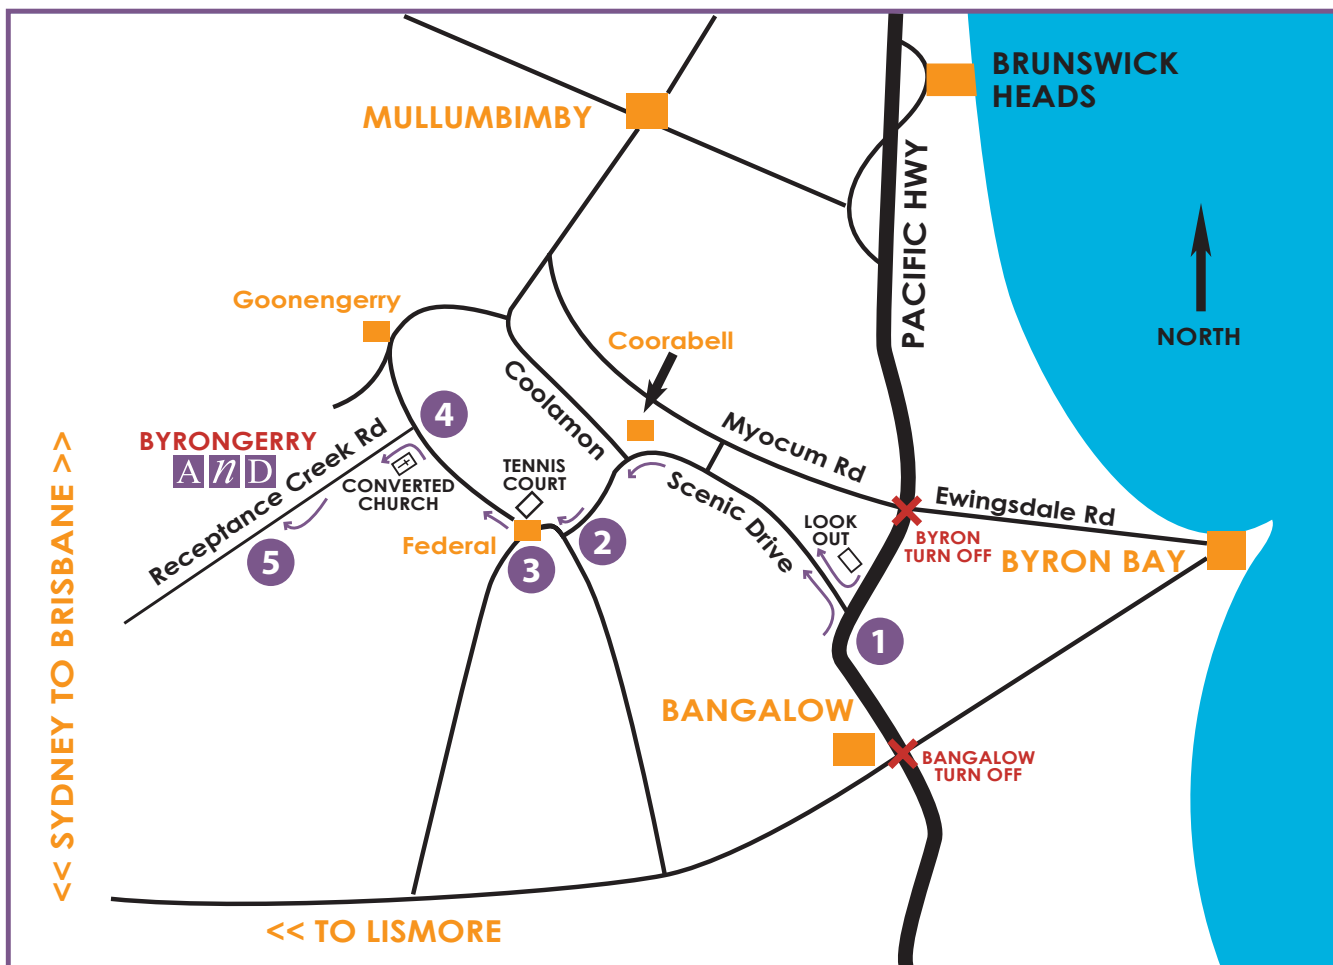 BRUNSWICK
HEADS
MULLUMBIMBY
PACIFIC HWY
NORTH
Goonengerry
Coorabell
Coolamon
Scenic Drive
Myocum Rd
Ewingsdale Rd
BYRON
TURN OFF
BYRON BAY
LOOK
OUT
4
BYRONGERRY
AnD
Receptance Creek Rd
CONVERTED
CHURCH
TENNIS
COURT
Federal
2
3
5
1
BANGALOW
BANGALOW
TURN OFF
<< SYDNEY TO BRISBANE >>
<< TO LISMORE